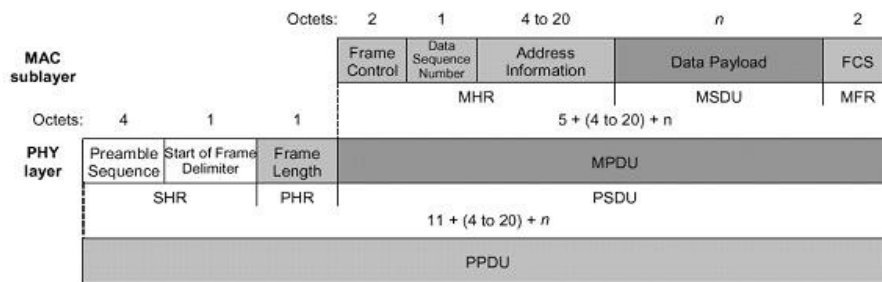 Octets: 2 1 4 to 20 n 2
MAC sublayer
Frame Control
Data Sequence Number
Address Information
Data Payload
FCS
MHR MSDU MFR
Octets: 4 1 1 5 + (4 to 20) + n
PHY layer
Preamble Sequence
Start of Frame Delimiter
Frame Length
MPDU
SHR PHR PSDU
11 + (4 to 20) + n
PPDU